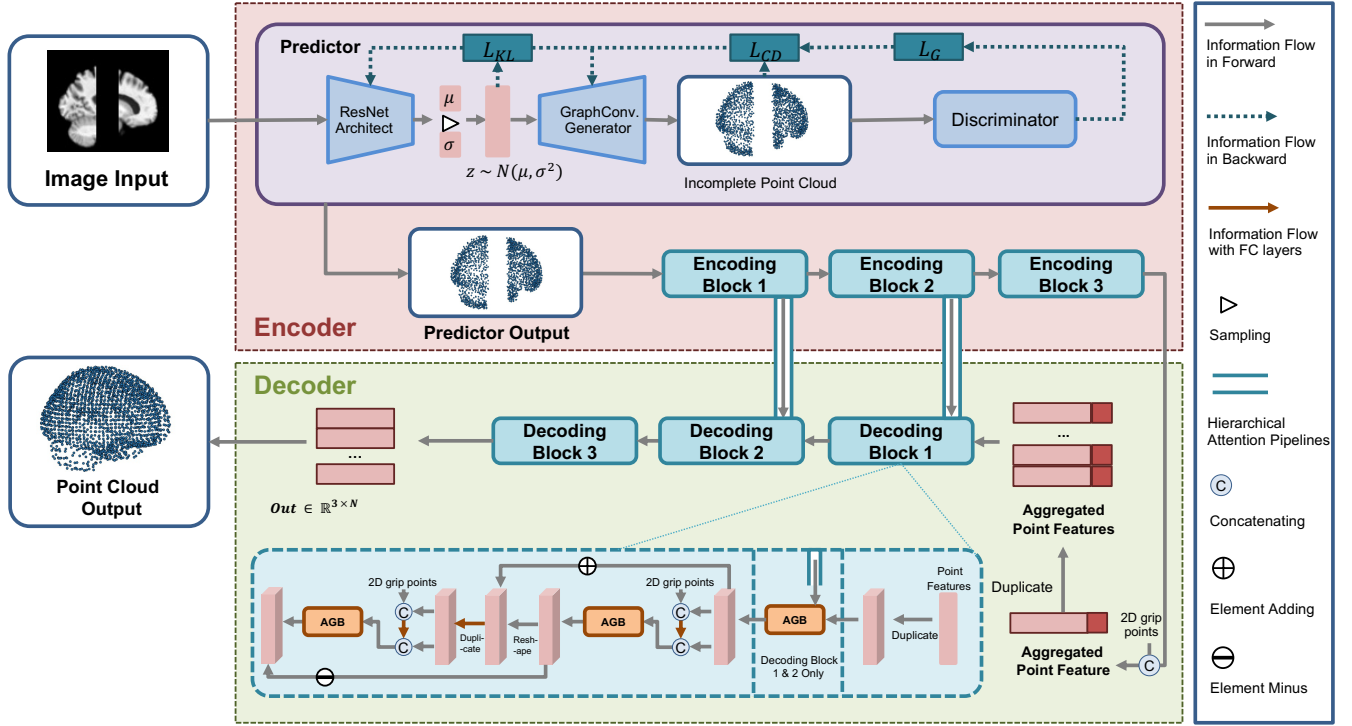 Image Input
Predictor
L_KL
L_CD
L_G
ResNet
Architect
μ
σ
z ~ N(μ, σ²)
GraphConv.
Generator
Incomplete Point Cloud
Discriminator
Predictor Output
Encoding
Block 1
Encoding
Block 2
Encoding
Block 3
Encoder
Decoder
Point Cloud
Output
...
Out ∈ ℝ^{3 × N}
Decoding
Block 3
Decoding
Block 2
Decoding
Block 1
...
Aggregated
Point Features
Duplicate
Aggregated
Point Feature
2D grip
points
C
AGB
2D grip points
C
C
Dupli-
-cate
Resh-
-ape
AGB
2D grip points
C
C
AGB
Decoding Block
1 & 2 Only
Duplicate
Point
Features
Information Flow
in Forward
Information Flow
in Backward
Information Flow
with FC layers
Sampling
Hierarchical
Attention Pipelines
C
Concatenating
Element Adding
Element Minus